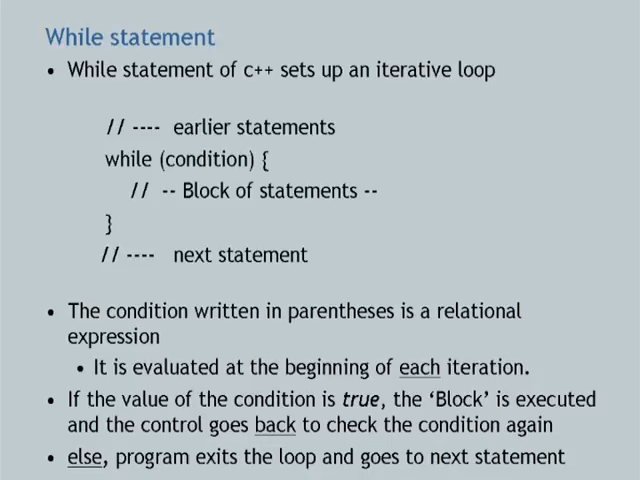 While statement
• While statement of c++ sets up an iterative loop
// ---- earlier statements
while (condition) {
// -- Block of statements --
}
// ---- next statement
• The condition written in parentheses is a relational
expression
• It is evaluated at the beginning of each iteration.
• If the value of the condition is true, the ‘Block’ is executed
and the control goes back to check the condition again
• else, program exits the loop and goes to next statement